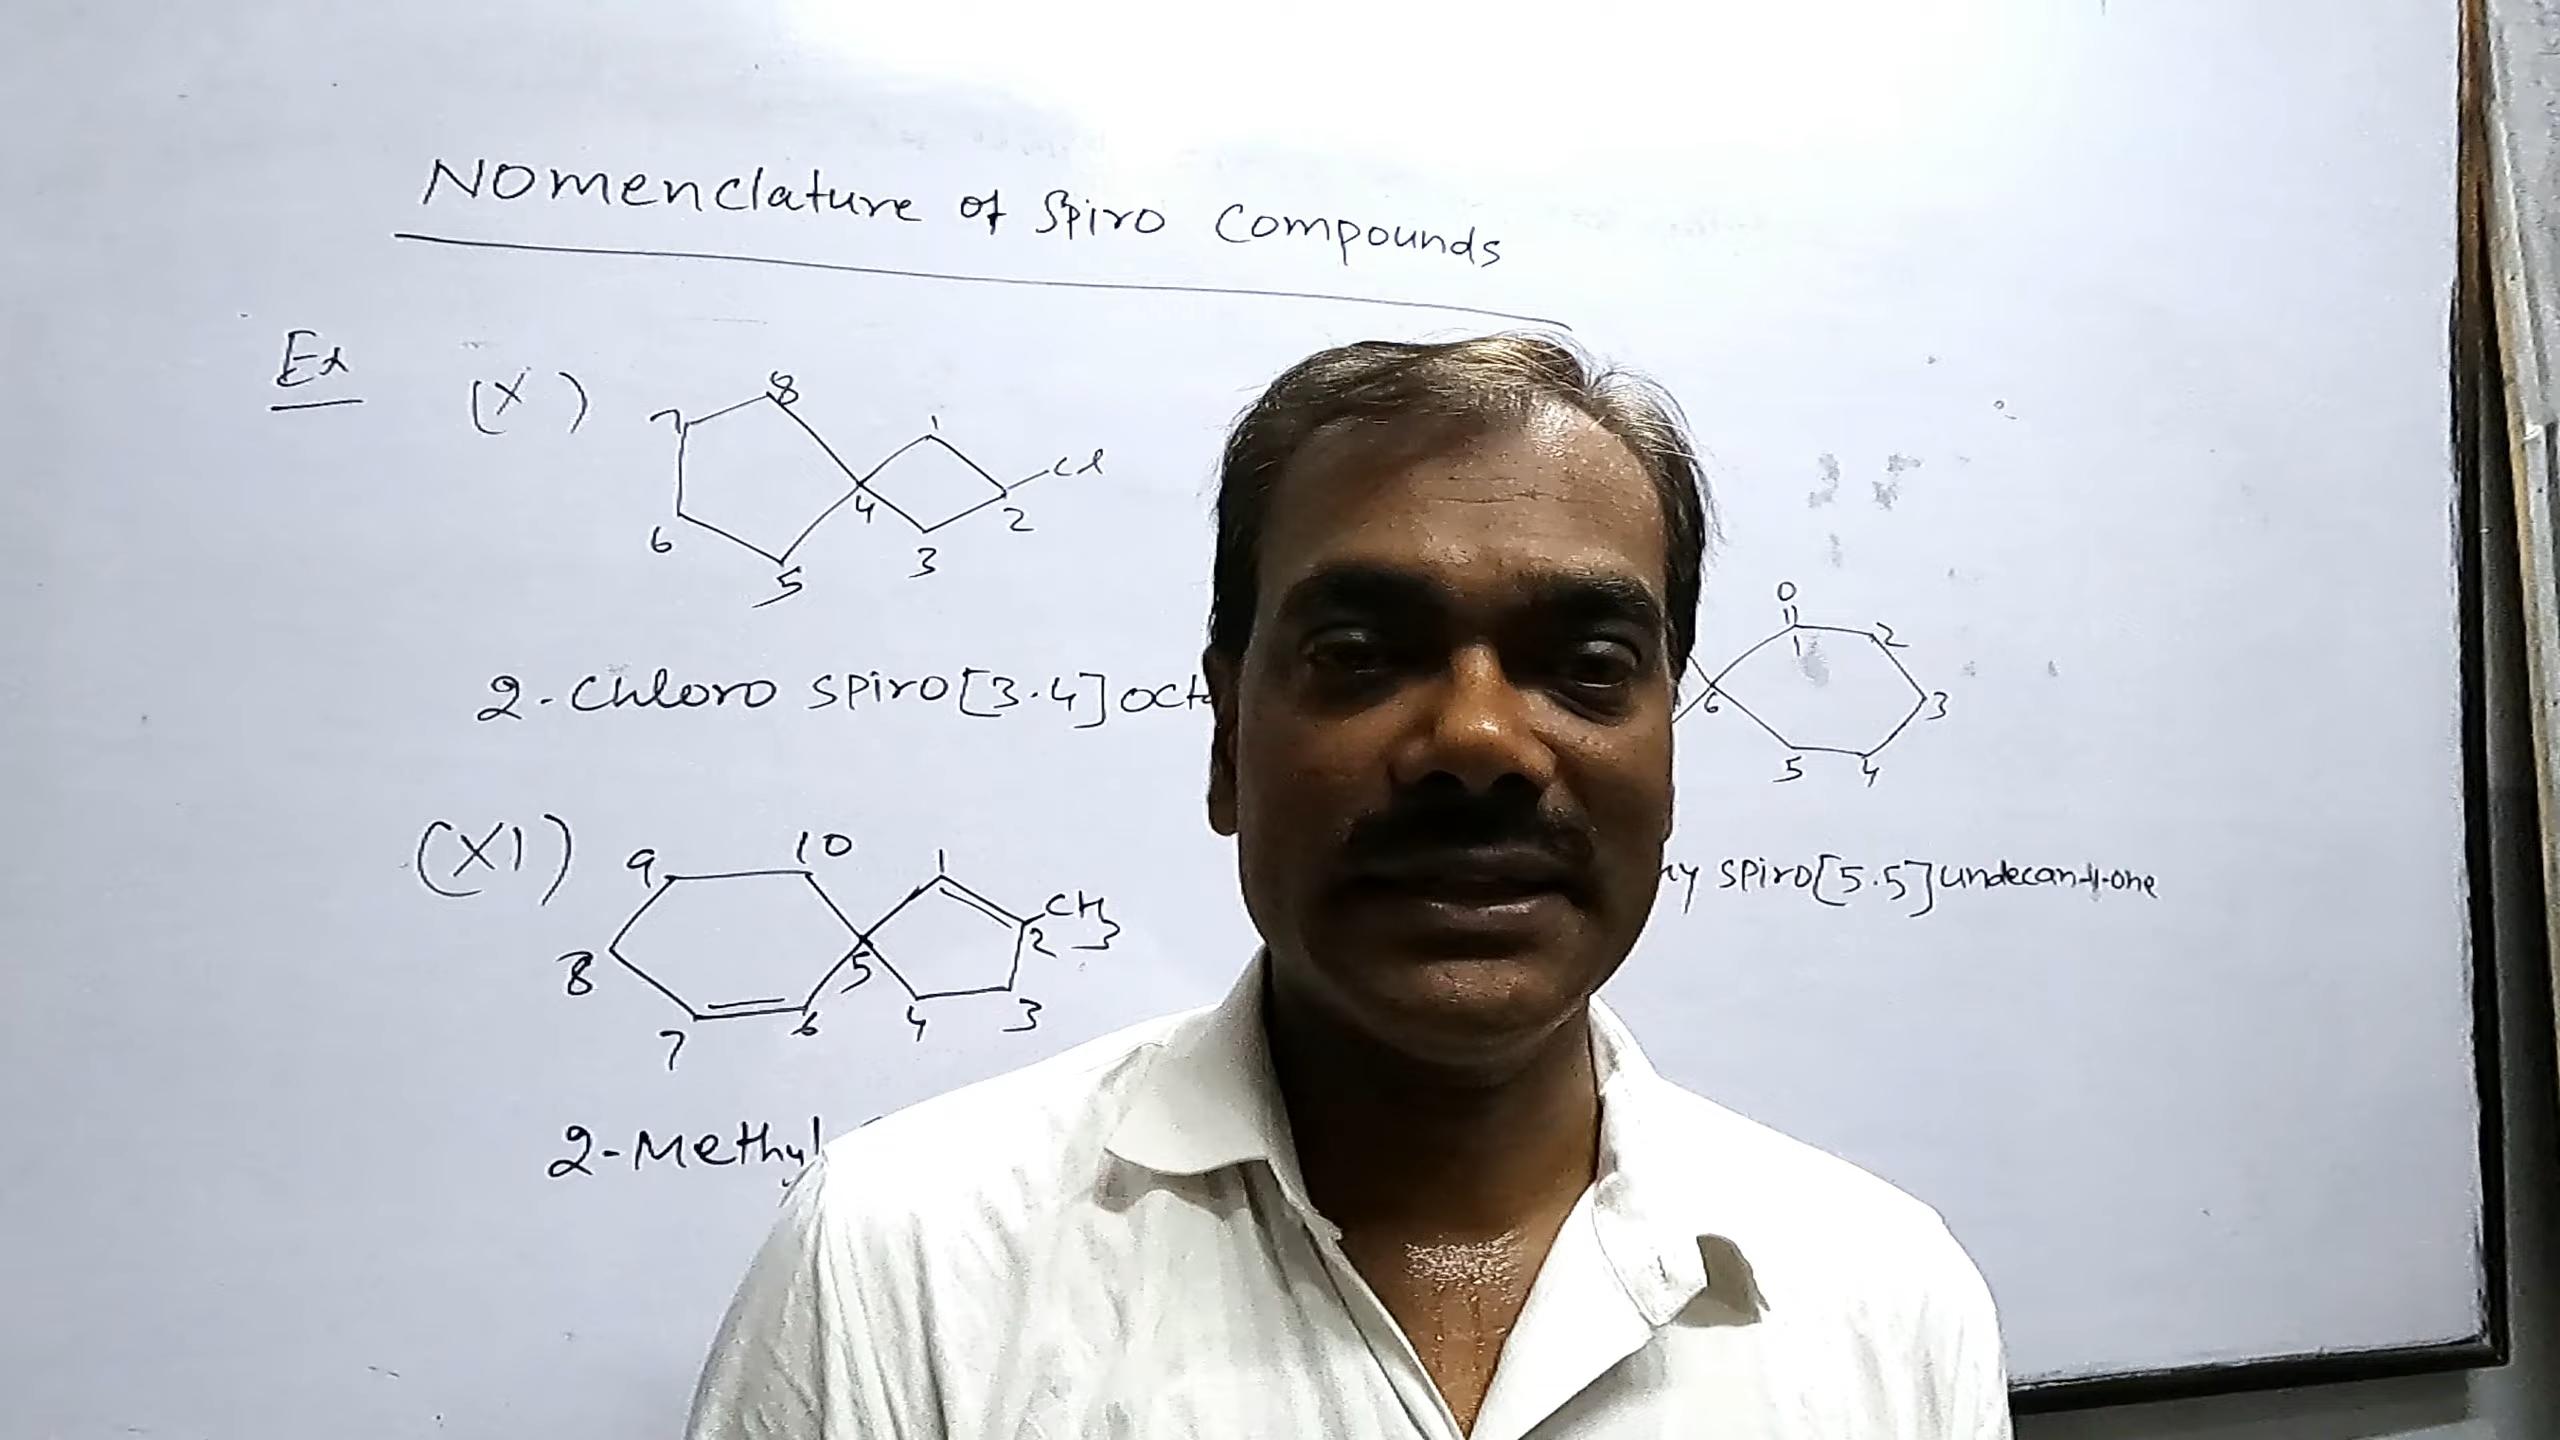 Nomenclature of Spiro Compounds
Ex (X)
8
7
1
Cl
4
2
6
3
5
2-Chloro spiro[3.4]oct
O
1
2
6
3
5
4
spiro[5.5]undecan-1-one
(XI)
10
9
1
CH3
2
5
8
6
4
3
7
2-Methyl